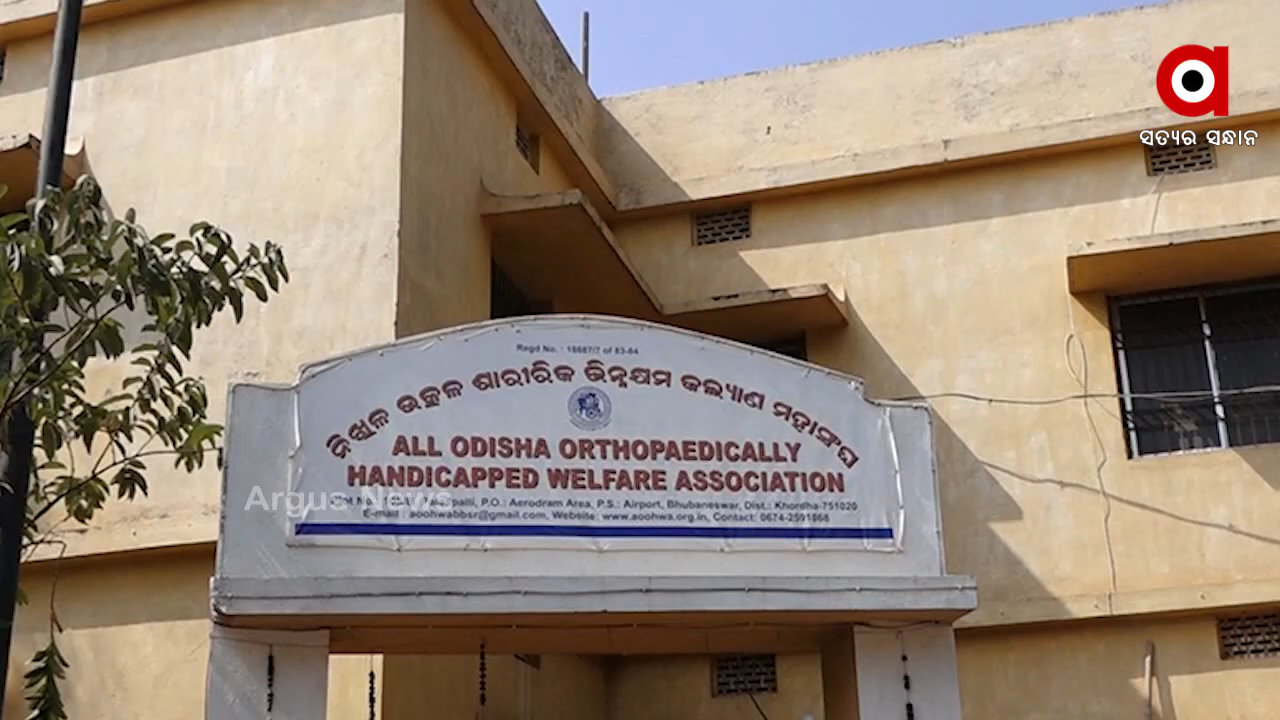 ସତ୍ୟର ସନ୍ଧାନ
Regd No. : 18687/7 of 83-84
ନିଖିଳ ଉତ୍କଳ ଶାରୀରିକ ଭିନ୍ନକ୍ଷମ କଲ୍ୟାଣ ମହାସଂଘ
ALL ODISHA ORTHOPAEDICALLY
HANDICAPPED WELFARE ASSOCIATION
Argus News
P.O.: Aerodram Area, P.S.: Airport, Bhubaneswar, Dist.: Khordha-751020
E-mail : aoohwabbsr@gmail.com, Website: www.aoohwa.org.in, Contact: 0674-2591868